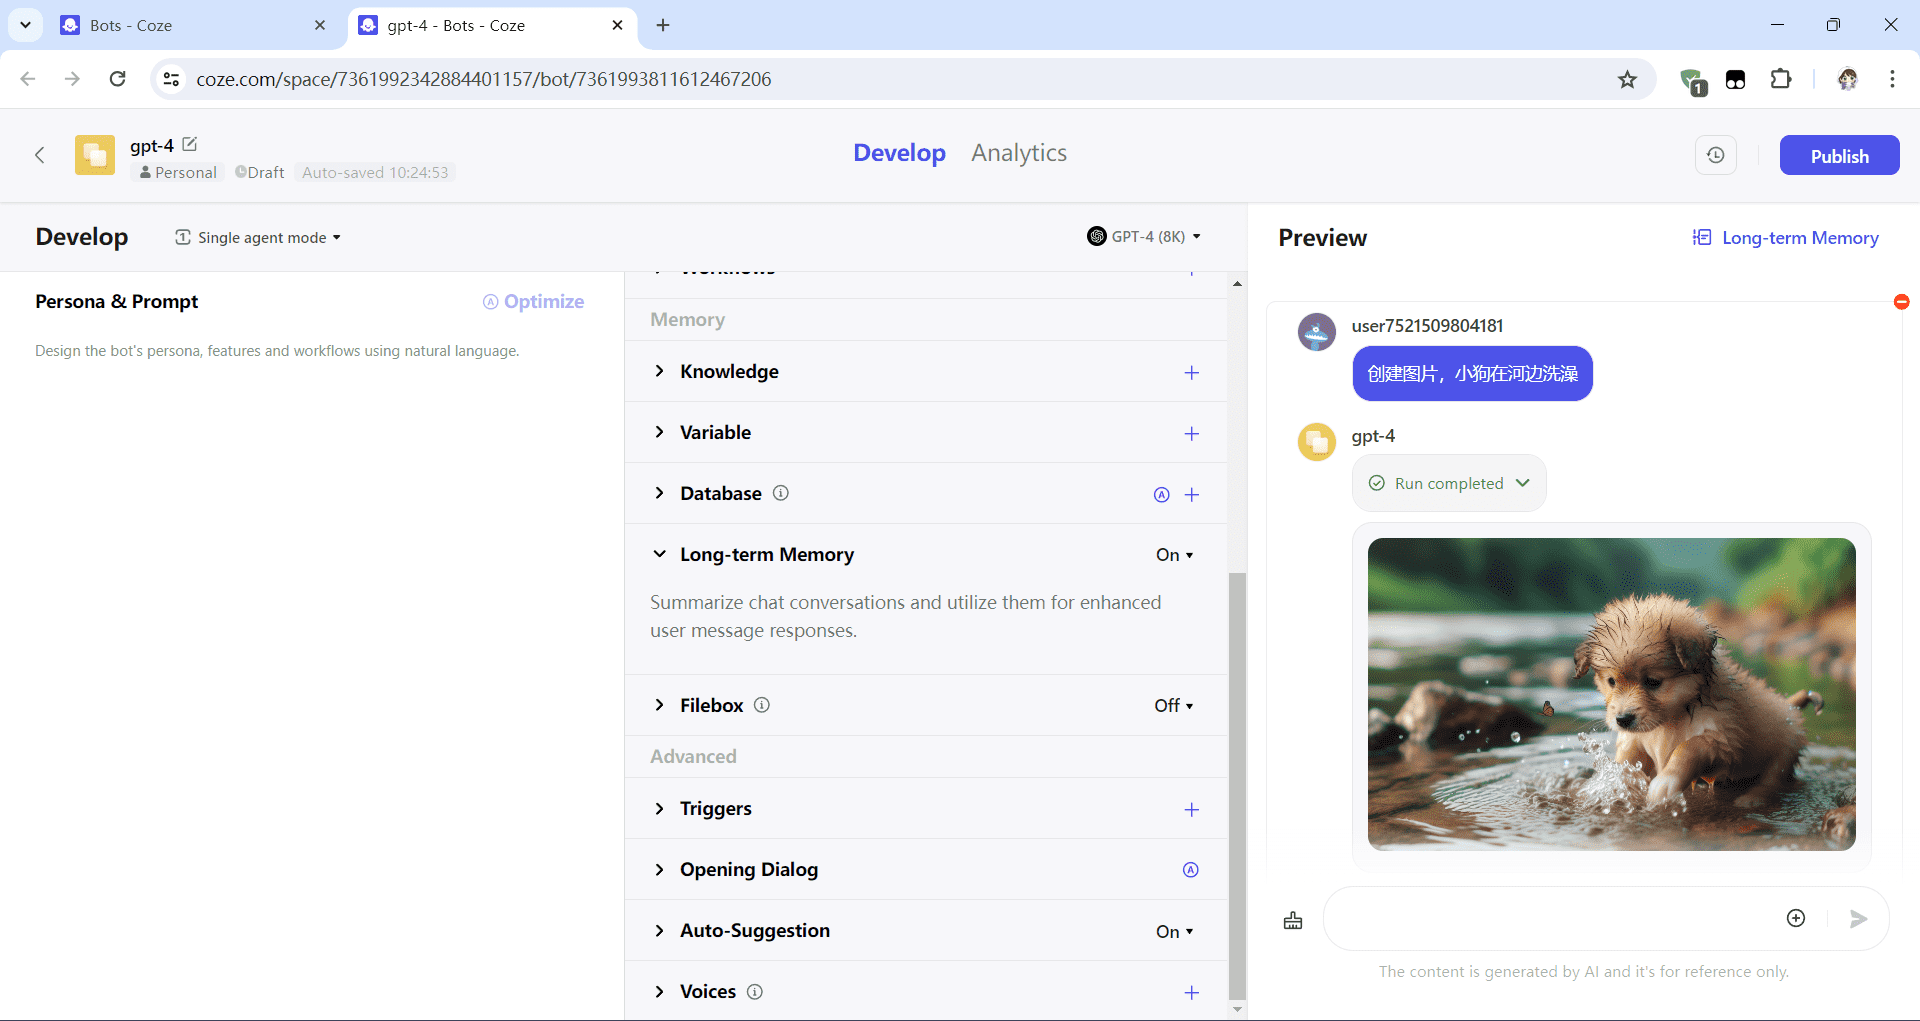 Bots - Coze
gpt-4 - Bots - Coze
coze.com/space/7361992342884401157/bot/7361993811612467206
1
gpt-4
Personal
Draft
Auto-saved 10:24:53
Develop
Analytics
Publish
Develop
Single agent mode
GPT-4 (8K)
Preview
Long-term Memory
Persona & Prompt
Optimize
Design the bot's persona, features and workflows using natural language.
Workflows
Memory
Knowledge
Variable
Database
Long-term Memory
On
Summarize chat conversations and utilize them for enhanced
user message responses.
Filebox
Off
Advanced
Triggers
Opening Dialog
Auto-Suggestion
On
Voices
user7521509804181
创建图片，小狗在河边洗澡
gpt-4
Run completed
The content is generated by AI and it's for reference only.